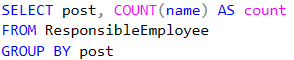 SELECT post, COUNT(name) AS count
FROM ResponsibleEmployee
GROUP BY post